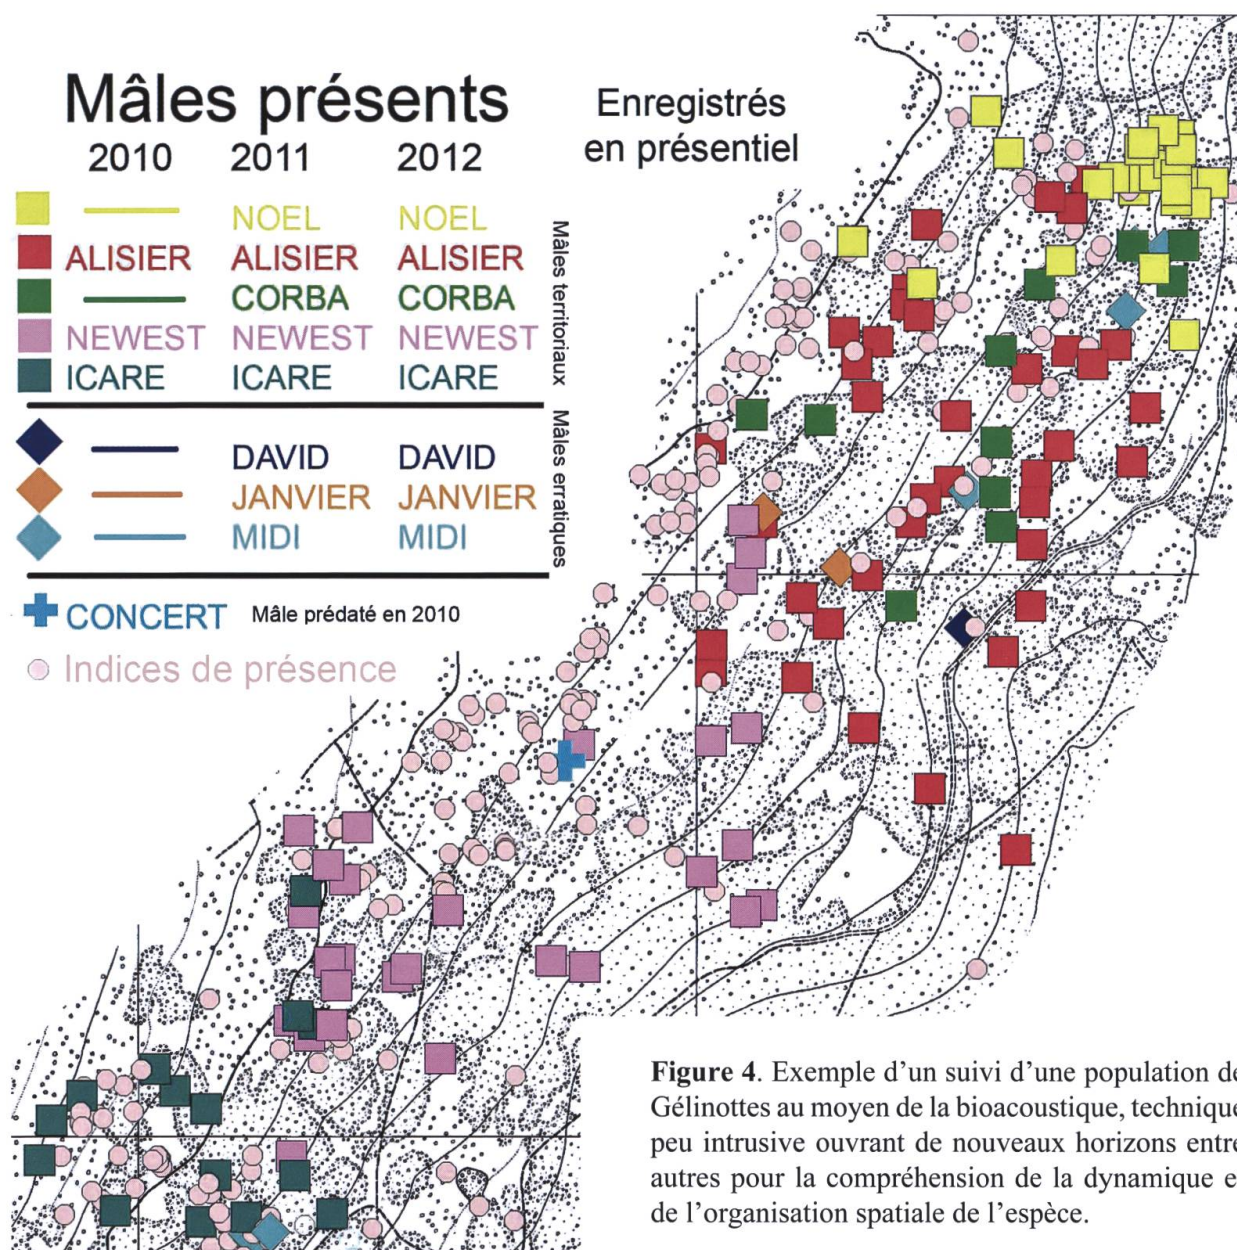 Mâles présents
2010 2011 2012
NOEL NOEL
ALISIER ALISIER ALISIER
CORBA CORBA
NEWEST NEWEST NEWEST
ICARE ICARE ICARE
Mâles territoriaux
DAVID DAVID
JANVIER JANVIER
MIDI MIDI
Mâles erratiques
CONCERT Mâle prédaté en 2010
Indices de présence
Enregistrés
en présentiel
Figure 4. Exemple d’un suivi d’une population de
Gélinottes au moyen de la bioacoustique, technique
peu intrusive ouvrant de nouveaux horizons entre
autres pour la compréhension de la dynamique e
de l’organisation spatiale de l’espèce.